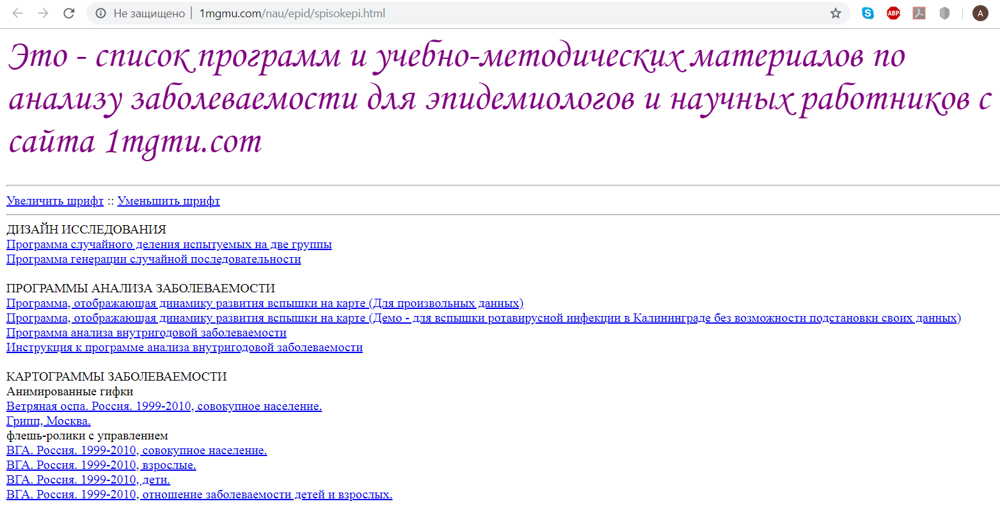 Не защищено | 1mgmu.com/nau/epid/spisokepi.html ABP A
Это - список программ и учебно-методических материалов по
анализу заболеваемости для эпидемиологов и научных работников с
сайта 1mgmu.com
Увеличить шрифт :: Уменьшить шрифт
ДИЗАЙН ИССЛЕДОВАНИЯ
Программа случайного деления испытуемых на две группы
Программа генерации случайной последовательности
ПРОГРАММЫ АНАЛИЗА ЗАБОЛЕВАЕМОСТИ
Программа, отображающая динамику развития вспышки на карте (Для произвольных данных)
Программа, отображающая динамику развития вспышки на карте (Демо - для вспышки ротавирусной инфекции в Калининграде без возможности подстановки своих данных)
Программа анализа внутригодовой заболеваемости
Инструкция к программе анализа внутригодовой заболеваемости
КАРТОГРАММЫ ЗАБОЛЕВАЕМОСТИ
Анимированные гифки
Ветряная оспа. Россия. 1999-2010, совокупное население.
Грипп, Москва.
флешь-ролики с управлением
ВГА. Россия. 1999-2010, совокупное население.
ВГА. Россия. 1999-2010, взрослые.
ВГА. Россия. 1999-2010, дети.
ВГА. Россия. 1999-2010, отношение заболеваемости детей и взрослых.